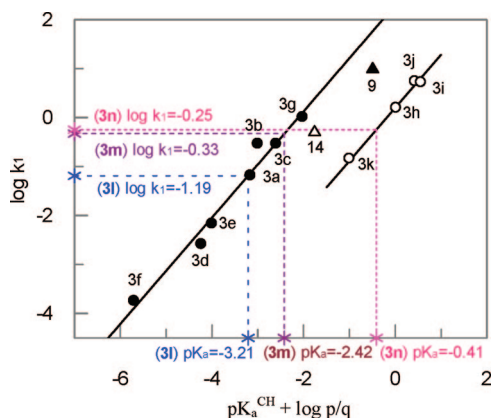 2
3j
9
3i
3g
(3n) log k₁=-0.25
3b
3h
0
(3m) log k₁=-0.33
3c
14
3k
log k₁
3a
(3l) log k₁=-1.19
-2
3e
3d
3f
-4
(3l) pKₐ=-3.21 (3m) pKₐ=-2.42 (3n) pKₐ=-0.41
-6 -4 -2 0 2
pKₐᶜᴴ + log p/q